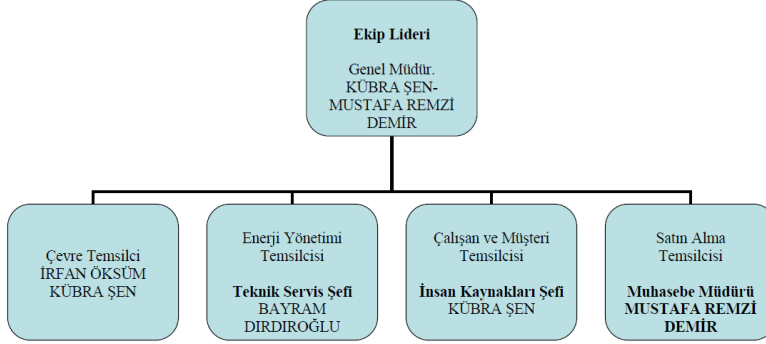 Ekip Lideri
Genel Müdür.
KÜBRA ŞEN-
MUSTAFA REMZİ
DEMİR
Çevre Temsilci
İRFAN ÖKSÜM
KÜBRA ŞEN
Enerji Yönetimi
Temsilcisi
Teknik Servis Şefi
BAYRAM
DIRDIROĞLU
Çalışan ve Müşteri
Temsilcisi
İnsan Kaynakları Şefi
KÜBRA ŞEN
Satın Alma
Temsilcisi
Muhasebe Müdürü
MUSTAFA REMZİ
DEMİR